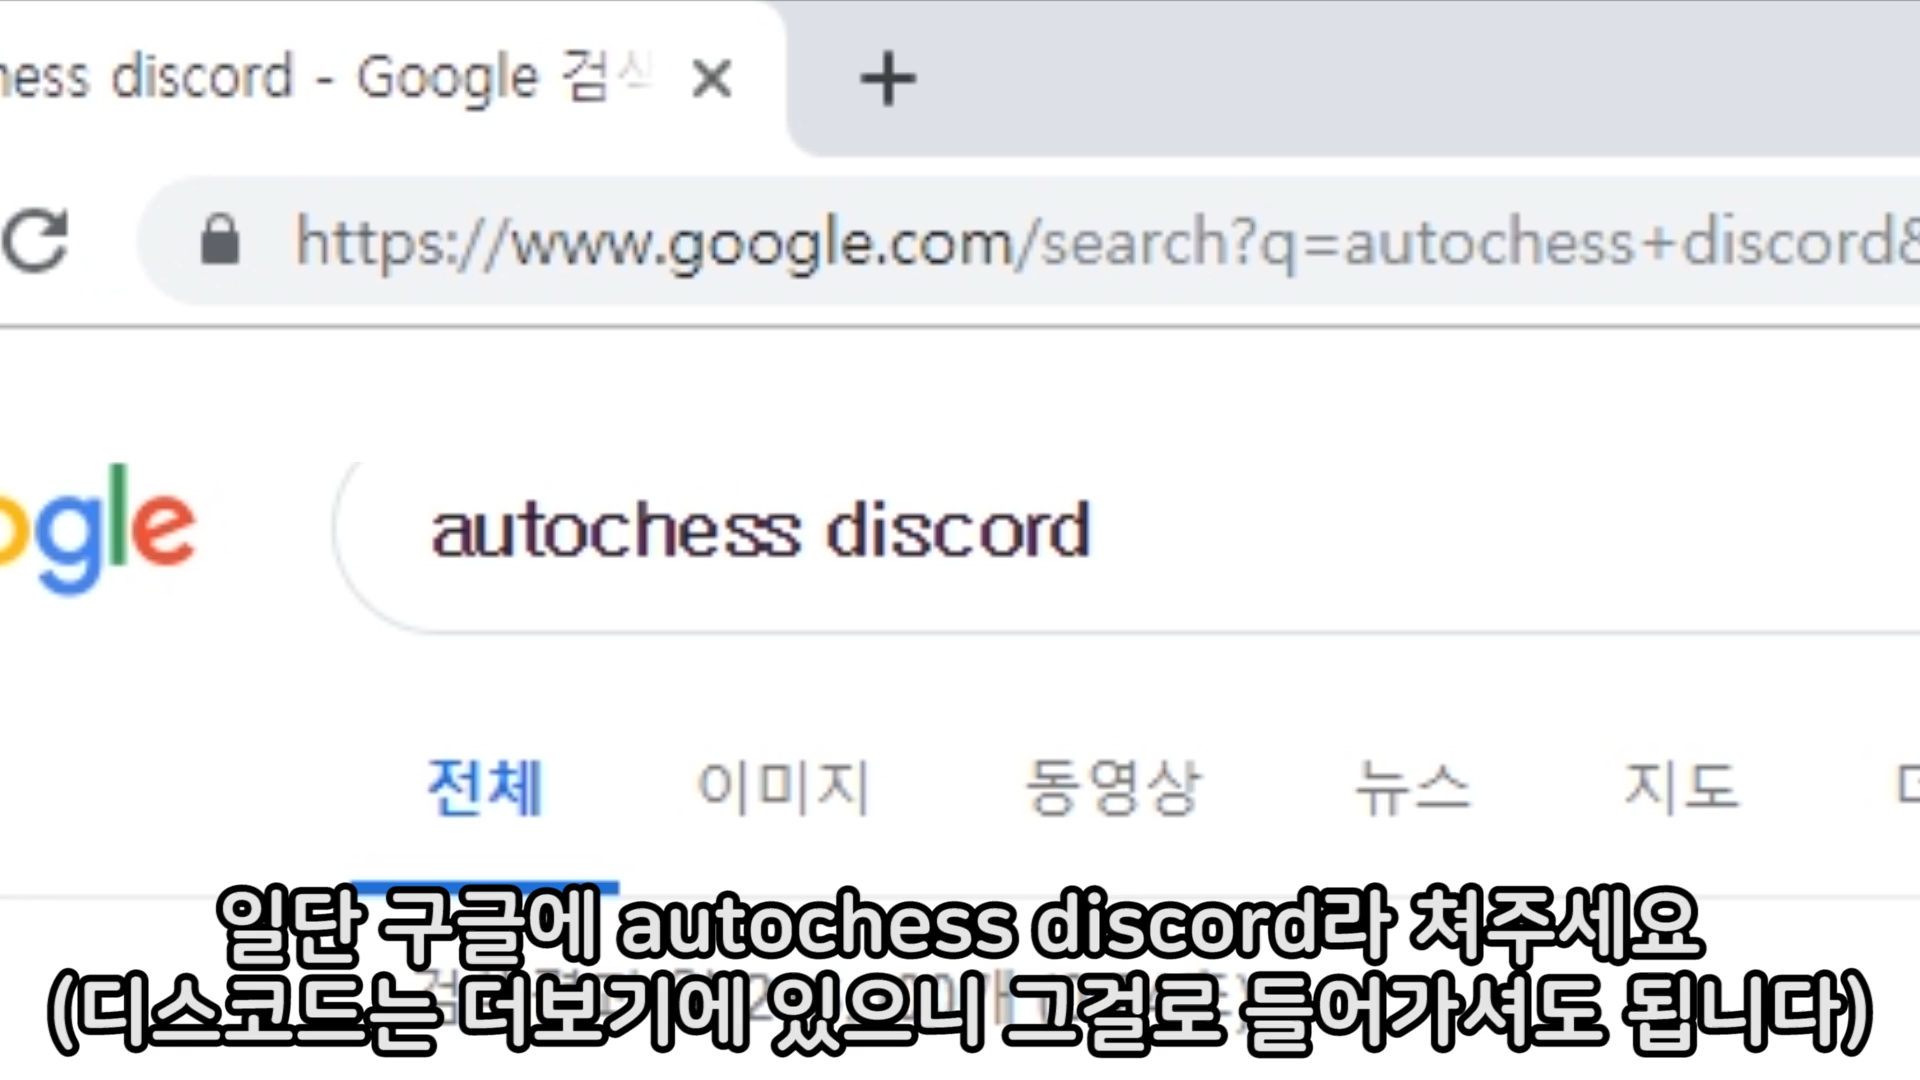 discord - Google
https://www.google.com/search?q=autochess+discord&
autochess discord
전체 이미지 동영상 뉴스 지도
일단 구글에 autochess discord라 쳐주세요
(디스코드는 더보기에 있으니 그걸로 들어가셔도 됩니다)